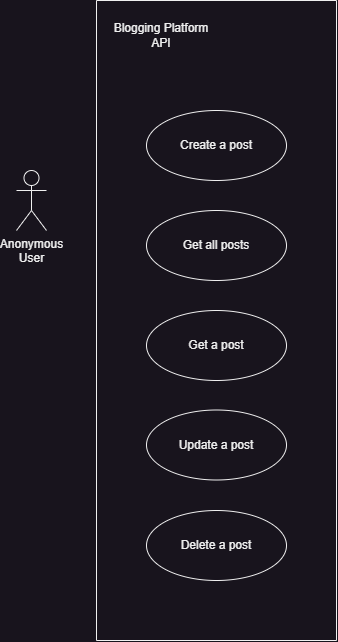 Blogging Platform
API
Create a post
Anonymous
User
Get all posts
Get a post
Update a post
Delete a post